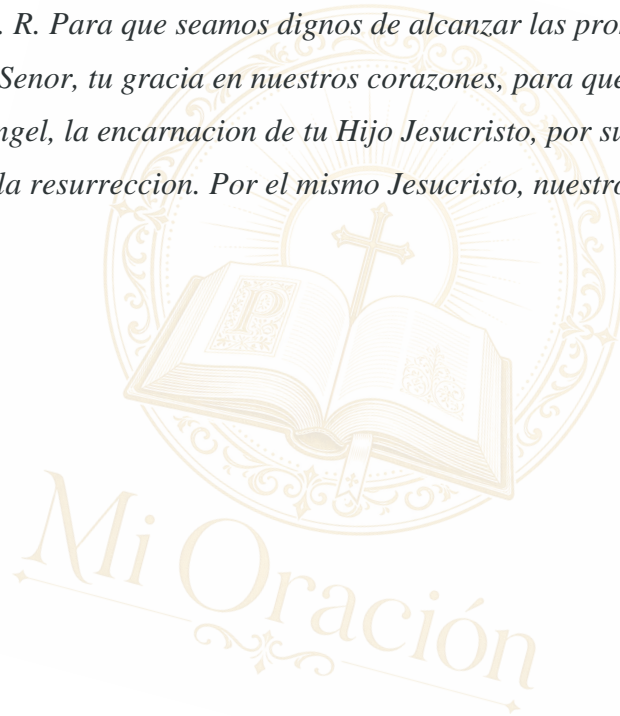 . R. Para que seamos dignos de alcanzar las pro
Senor, tu gracia en nuestros corazones, para que
ngel, la encarnacion de tu Hijo Jesucristo, por su
la resurreccion. Por el mismo Jesucristo, nuestro
P
Mi Oración